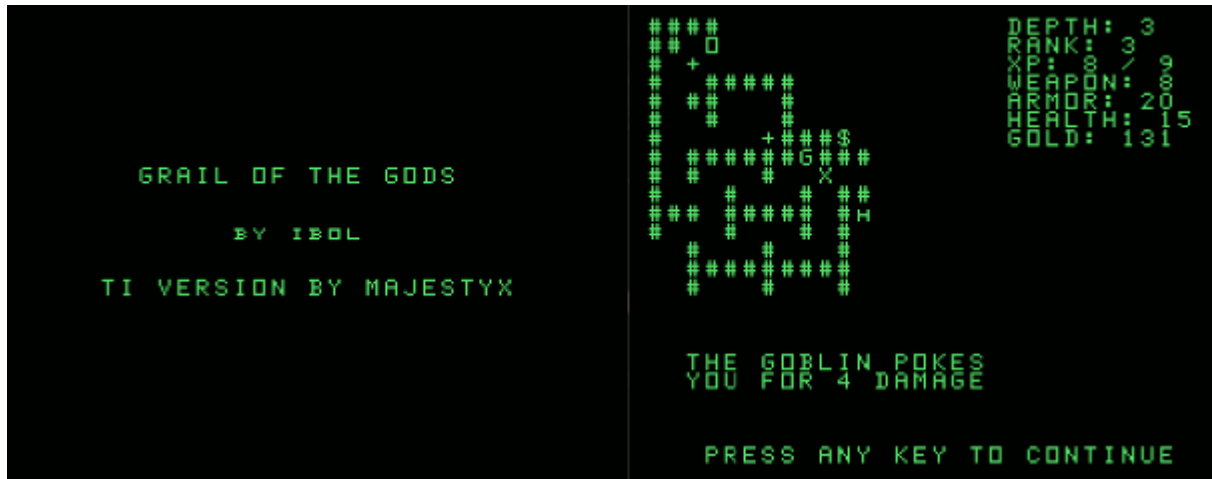 GRAIL OF THE GODS
BY IBOL
TI VERSION BY MAJESTYX
####
## O
# +
# #####
# ## #
# # #
# +###$
# ######G###
# # # X
# # # ##
### ##### #H
# # # #
# # #
#########
# # #
DEPTH: 3
RANK: 3
XP: 8 / 9
WEAPON: 8
ARMOR: 20
HEALTH: 15
GOLD: 131
THE GOBLIN POKES
YOU FOR 4 DAMAGE
PRESS ANY KEY TO CONTINUE